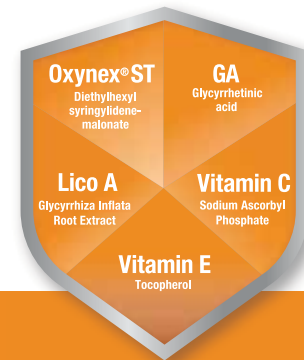 Oxynex® ST
Diethylhexyl
syringylidene-
malonate
GA
Glycyrrhetinic
acid
Lico A
Glycyrrhiza Inflata
Root Extract
Vitamin C
Sodium Ascorbyl
Phosphate
Vitamin E
Tocopherol